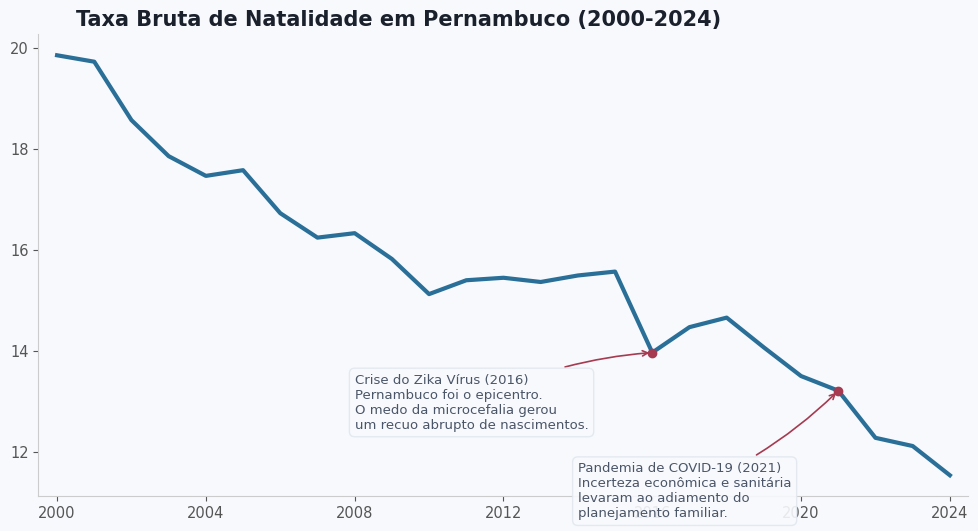 Taxa Bruta de Natalidade em Pernambuco (2000-2024)
20
18
16
14
12
Crise do Zika Vírus (2016)
Pernambuco foi o epicentro.
O medo da microcefalia gerou
um recuo abrupto de nascimentos.
Pandemia de COVID-19 (2021)
Incerteza econômica e sanitária
levaram ao adiamento do
planejamento familiar.
2000
2004
2008
2012
2020
2024